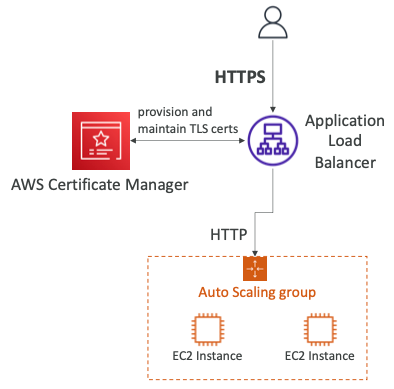 HTTPS
provision and
maintain TLS certs
Application
Load
Balancer
AWS Certificate Manager
HTTP
Auto Scaling group
EC2 Instance
EC2 Instance